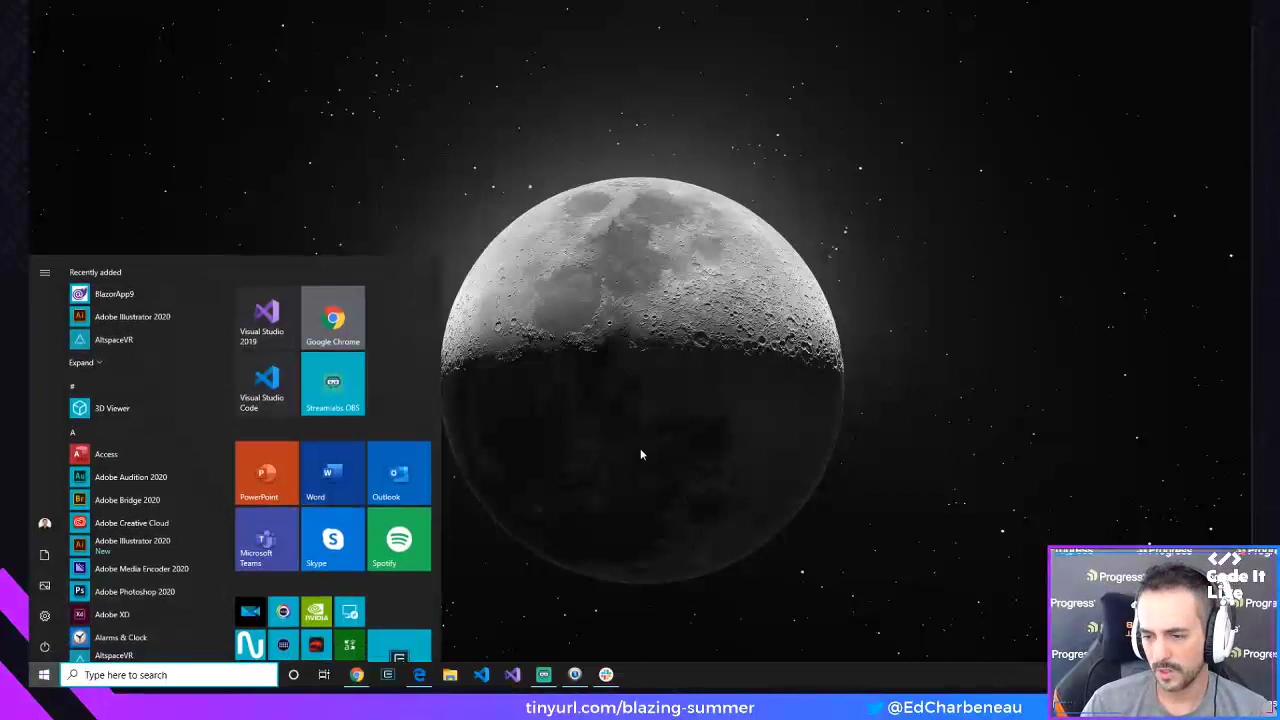 Recently added
BlazorApp9
Adobe Illustrator 2020
AltspaceVR
Expand
#
3D Viewer
A
Access
Adobe Audition 2020
Adobe Bridge 2020
Adobe Creative Cloud
Adobe Illustrator 2020
New
Adobe Media Encoder 2020
Adobe Photoshop 2020
Adobe XD
Alarms & Clock
AltspaceVR
Visual Studio
2019
Google Chrome
Visual Studio
Code
Streamlabs OBS
PowerPoint
Word
Outlook
Microsoft
Teams
Skype
Spotify
Type here to search
Progress
Progress
Code It
Live
tinyurl.com/blazing-summer
@EdCharbeneau